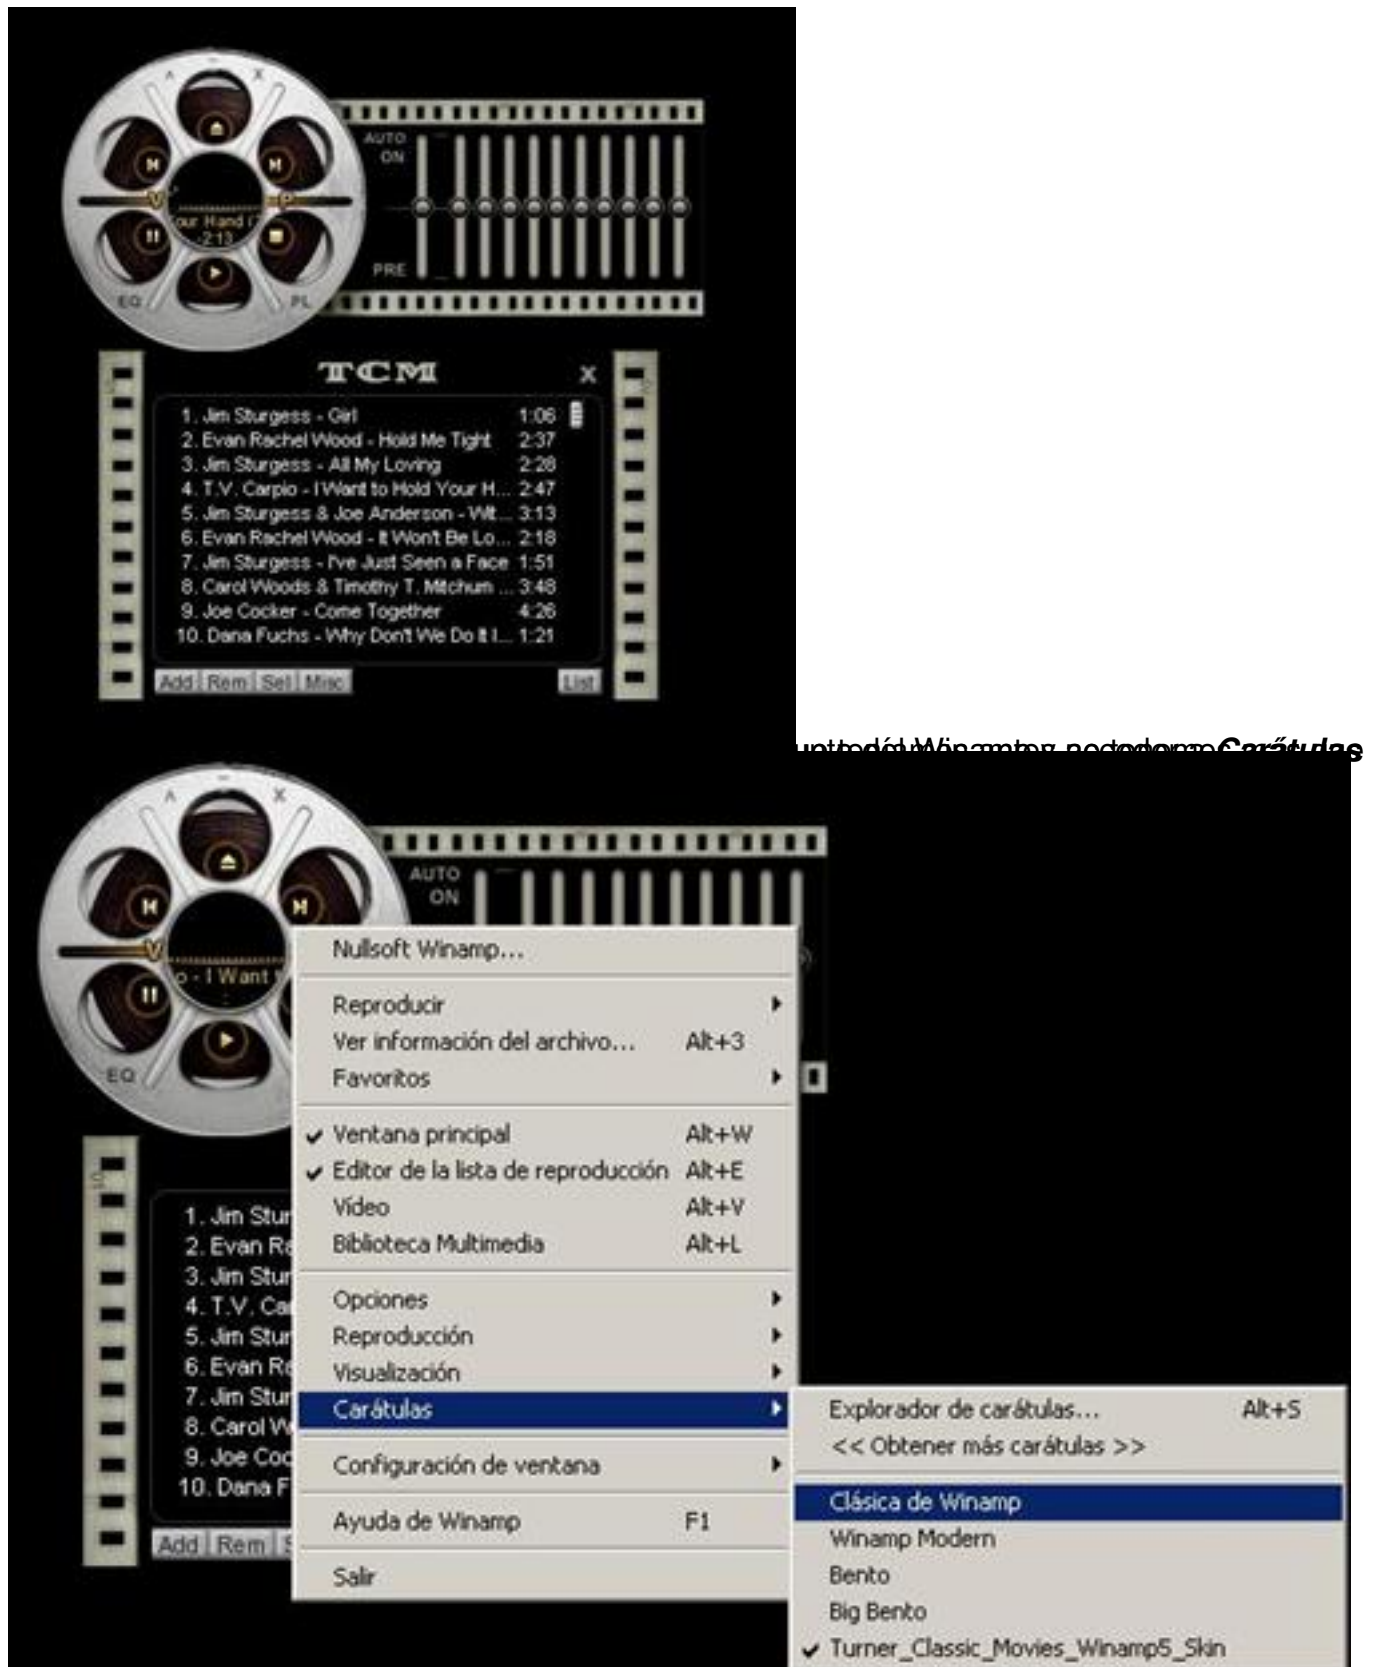 A - X
AUTO
ON
V P
our Hand (2
-2:13
PRE
EQ PL
TCM X
1. Jim Sturgess - Girl 1:06
2. Evan Rachel Wood - Hold Me Tight 2:37
3. Jim Sturgess - All My Loving 2:28
4. T.V. Carpio - I Want to Hold Your H... 2:47
5. Jim Sturgess & Joe Anderson - Wit... 3:13
6. Evan Rachel Wood - It Won't Be Lo... 2:18
7. Jim Sturgess - I've Just Seen a Face 1:51
8. Carol Woods & Timothy T. Mitchum ... 3:48
9. Joe Cocker - Come Together 4:26
10. Dana Fuchs - Why Don't We Do It I... 1:21
Add Rem Sel Misc List
Carátulas
A - X
AUTO
ON
V
o - I Want
EQ
Nullsoft Winamp...
Reproducir
Ver información del archivo... Alt+3
Favoritos
Ventana principal Alt+W
Editor de la lista de reproducción Alt+E
Vídeo Alt+V
Biblioteca Multimedia Alt+L
Opciones
Reproducción
Visualización
Carátulas
Configuración de ventana
Ayuda de Winamp F1
Salir
1. Jim Stur
2. Evan Ra
3. Jim Stur
4. T.V. Car
5. Jim Stur
6. Evan Ra
7. Jim Stur
8. Carol W
9. Joe Coc
10. Dana F
Add Rem S
Explorador de carátulas... Alt+S
<< Obtener más carátulas >>
Clásica de Winamp
Winamp Modern
Bento
Big Bento
Turner_Classic_Movies_Winamp5_Skin